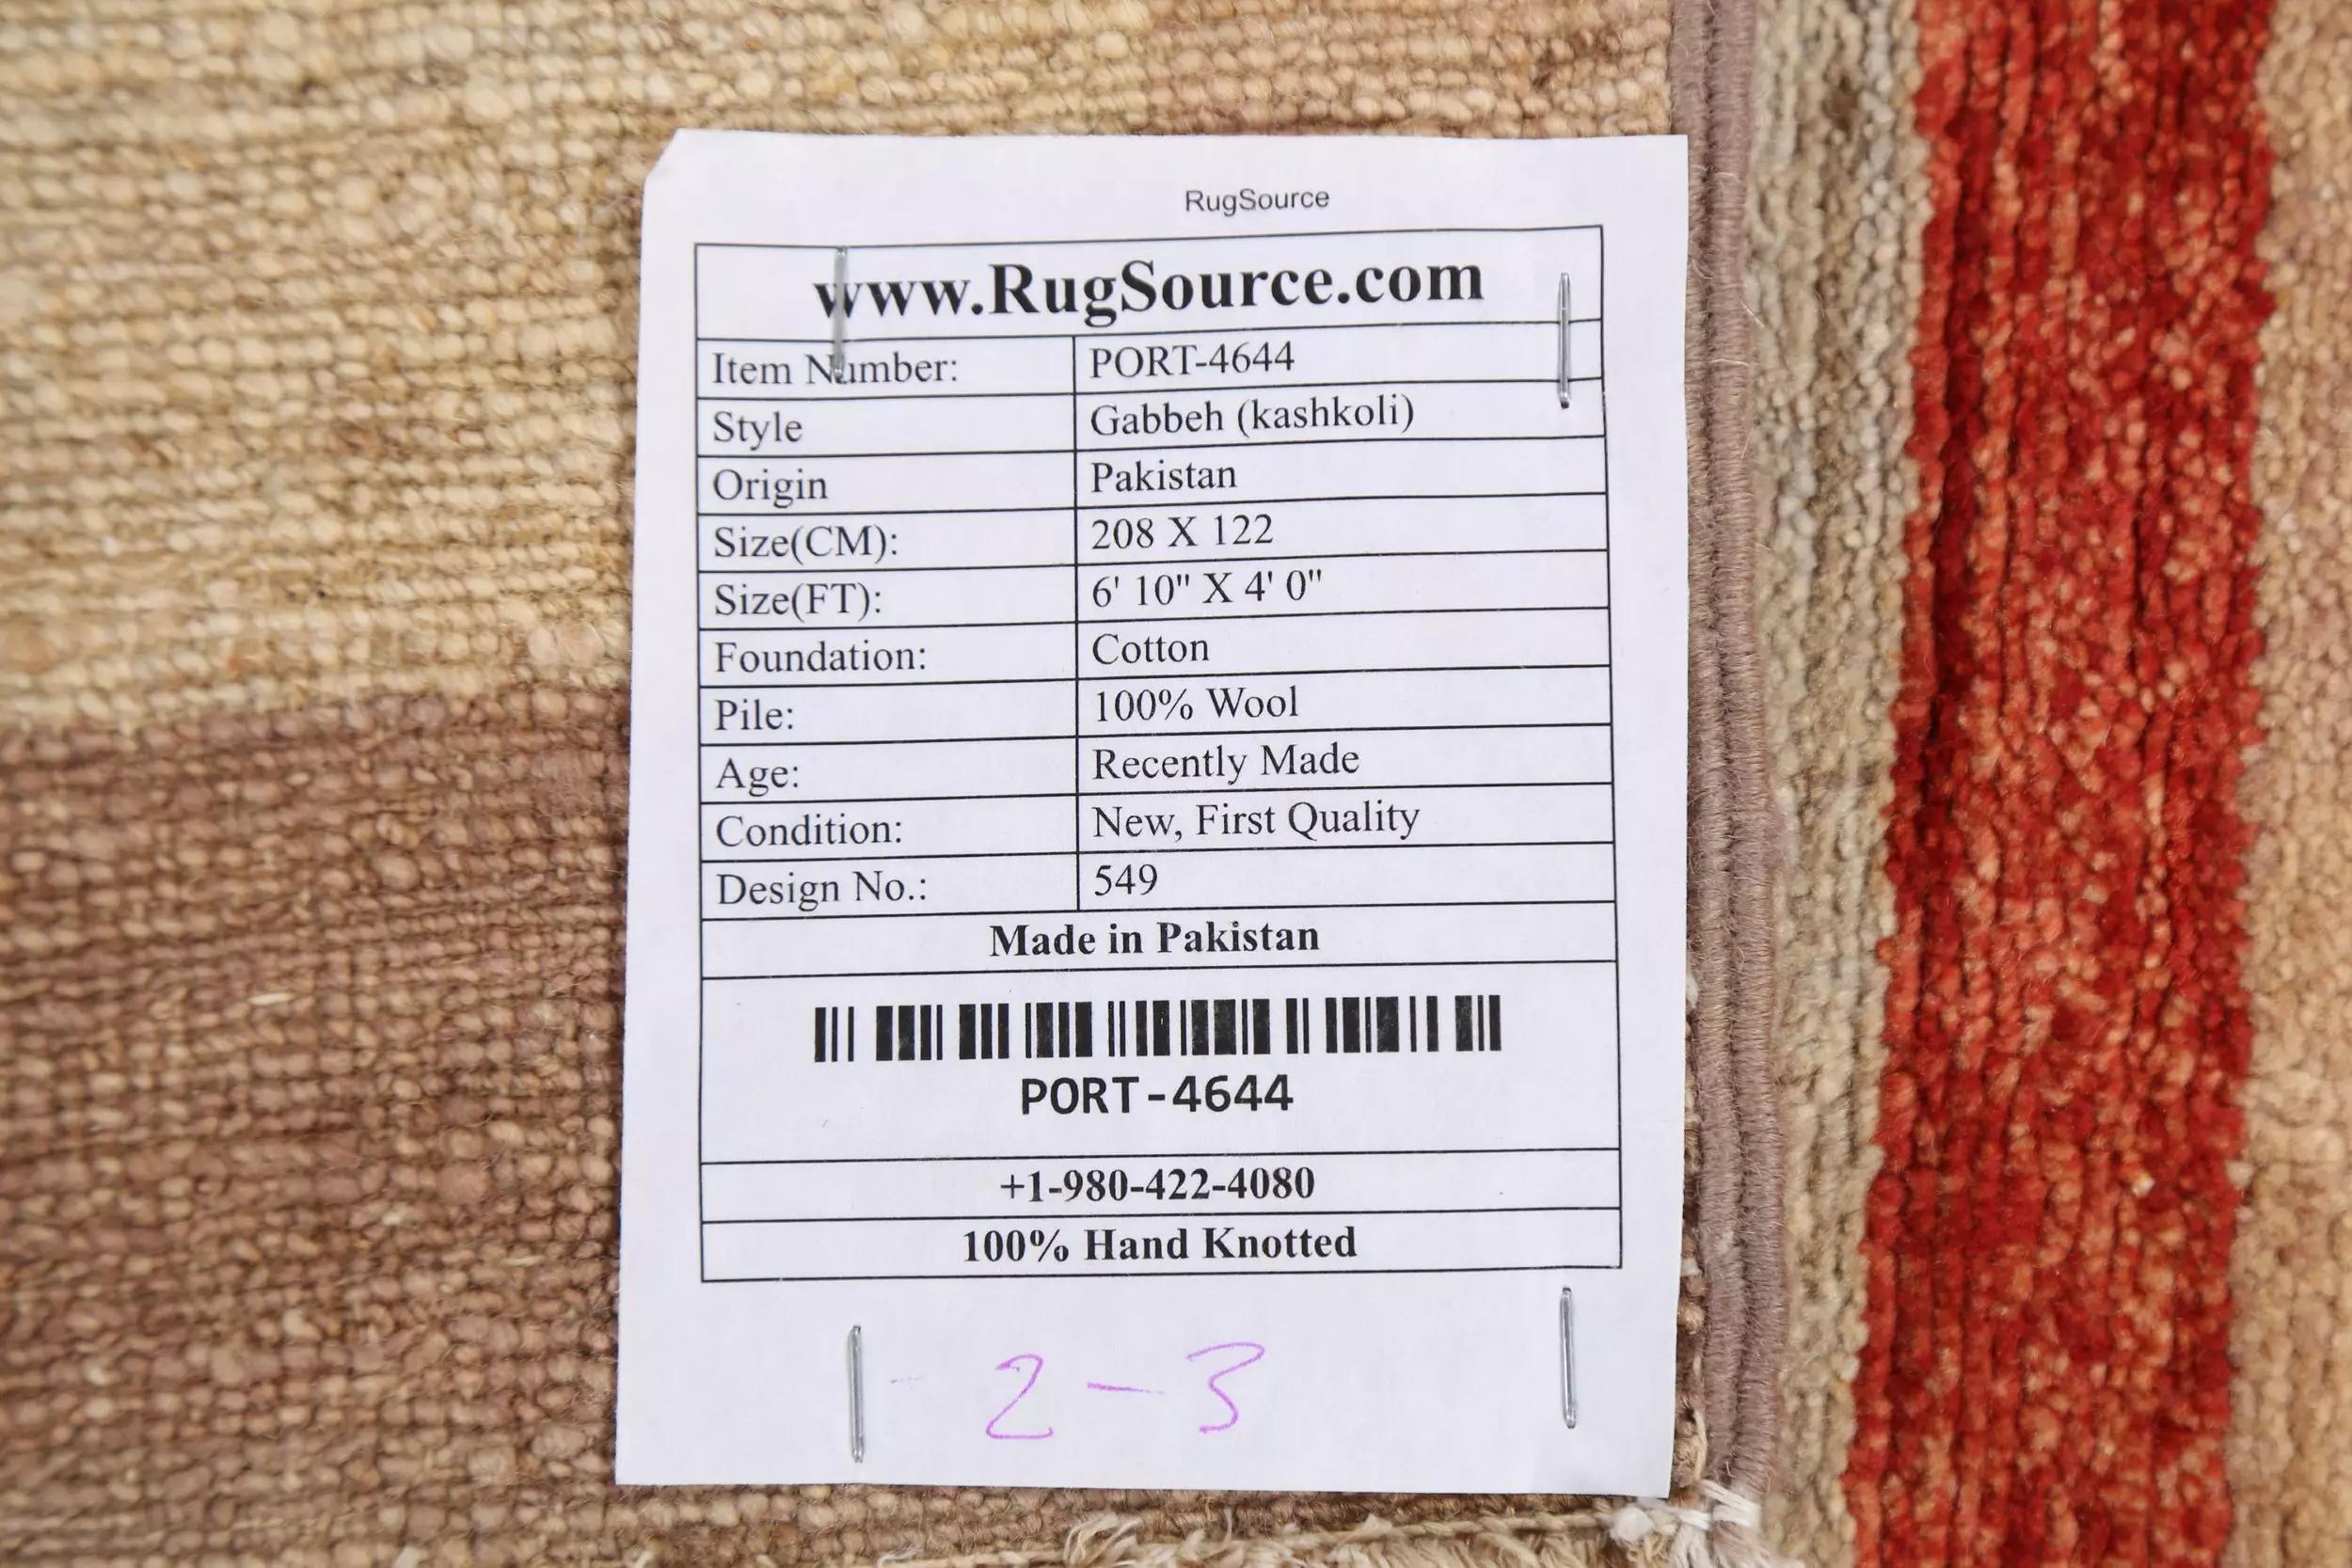 RugSource
www.RugSource.com
Item Number: PORT-4644
Style Gabbeh (kashkoli)
Origin Pakistan
Size(CM): 208 X 122
Size(FT): 6' 10" X 4' 0"
Foundation: Cotton
Pile: 100% Wool
Age: Recently Made
Condition: New, First Quality
Design No.: 549
Made in Pakistan
PORT-4644
+1-980-422-4080
100% Hand Knotted
2-3